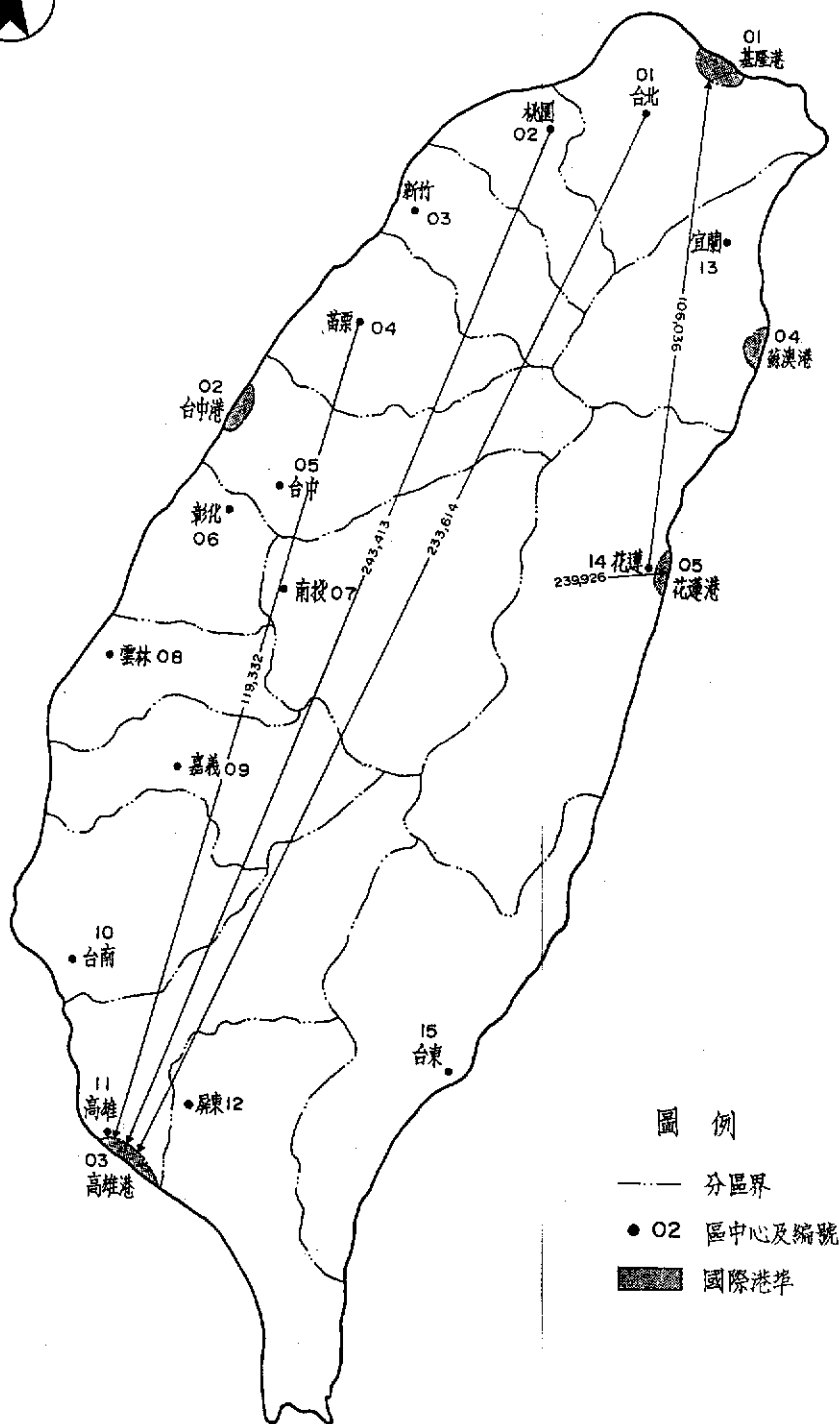 01
基隆港
01
台北
桃園
02
新竹
03
宜蘭
13
苗栗 04
04
蘇澳港
106,036
02
台中港
05
台中
彰化
06
243,413
233,614
14 花蓮
239,926
05
花蓮港
南投 07
雲林 08
119,332
嘉義 09
10
台南
15
台東
11
高雄
屏東 12
03
高雄港
圖例
分區界
02 區中心及編號
國際港埠